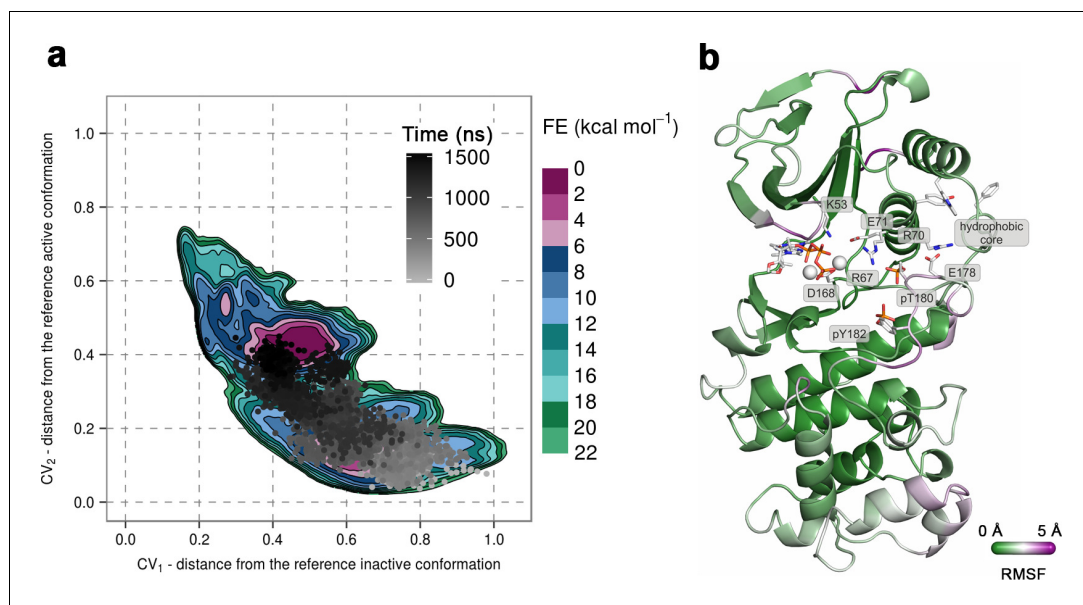 a
Time (ns)
1500
1000
500
0
FE (kcal mol⁻¹)
0
2
4
6
8
10
12
14
16
18
20
22
1.0
0.8
0.6
0.4
0.2
0.0
CV₂ - distance from the reference active conformation
0.0 0.2 0.4 0.6 0.8 1.0
CV₁ - distance from the reference inactive conformation
b
K53
E71
R70
hydrophobic
core
R67
E178
D168
pT180
pY182
0 Å 5 Å
RMSF